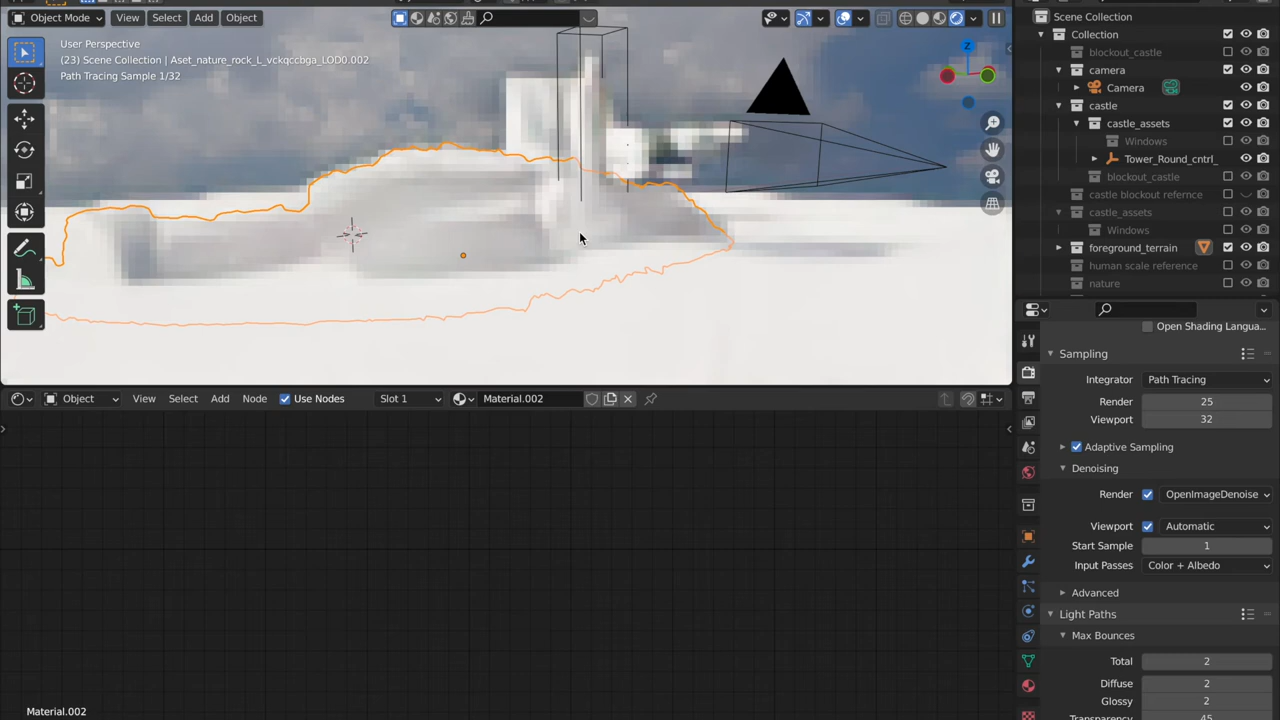 Object Mode View Select Add Object
User Perspective
(23) Scene Collection | Aset_nature_rock_L_vckqccbga_LOD0.002
Path Tracing Sample 1/32
Z
Scene Collection
Collection
blockout_castle
camera
Camera
castle
castle_assets
Windows
Tower_Round_cntrl_
blockout_castle
castle blockout refernce
castle_assets
Windows
foreground_terrain
human scale reference
nature
Open Shading Langua...
Sampling
Integrator Path Tracing
Render 25
Viewport 32
Adaptive Sampling
Denoising
Render OpenImageDenoise
Viewport Automatic
Start Sample 1
Input Passes Color + Albedo
Advanced
Light Paths
Max Bounces
Total 2
Diffuse 2
Glossy 2
Transparency 45
Object View Select Add Node Use Nodes Slot 1 Material.002
Material.002